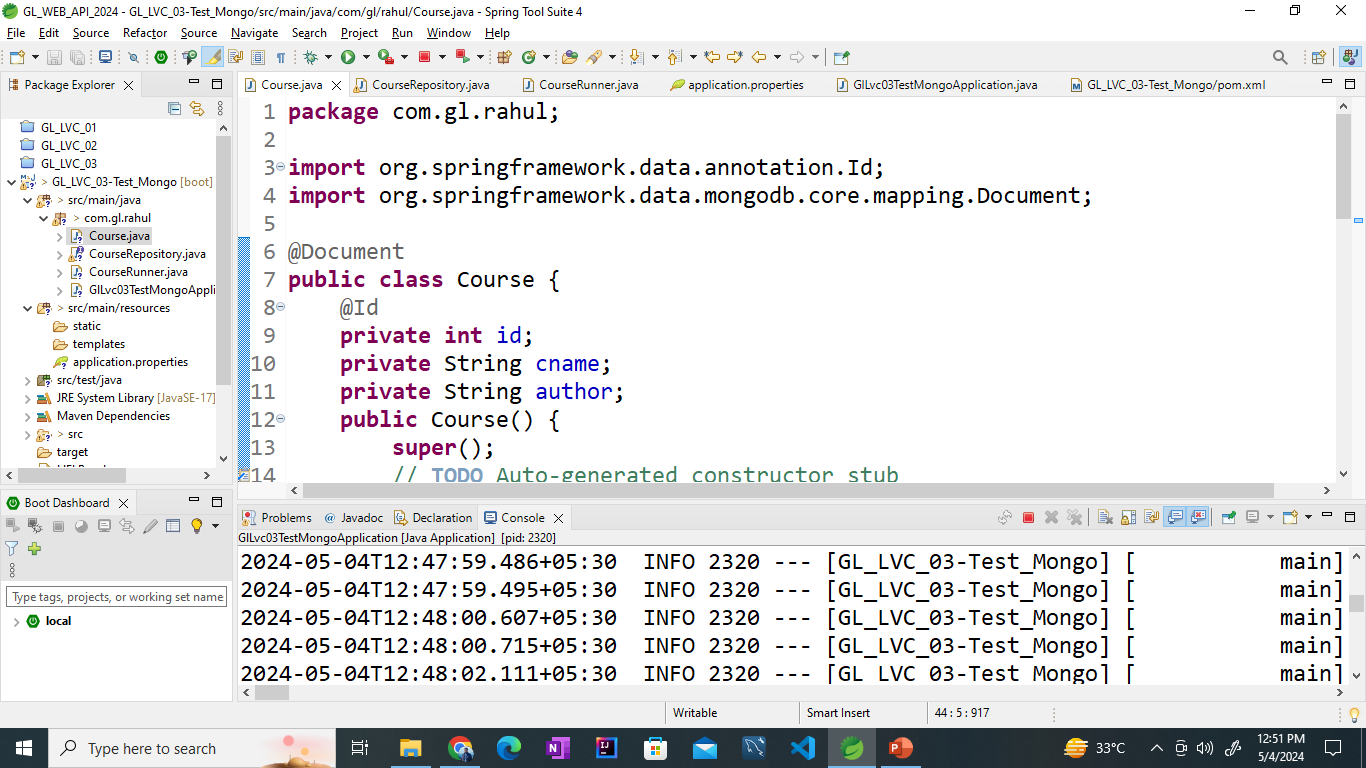 GL_WEB_API_2024 - GL_LVC_03-Test_Mongo/src/main/java/com/gl/rahul/Course.java - Spring Tool Suite 4
File Edit Source Refactor Source Navigate Search Project Run Window Help
Package Explorer
GL_LVC_01
GL_LVC_02
GL_LVC_03
> GL_LVC_03-Test_Mongo [boot]
> src/main/java
> com.gl.rahul
Course.java
CourseRepository.java
CourseRunner.java
GlLvc03TestMongoAppli
> src/main/resources
static
templates
application.properties
src/test/java
JRE System Library [JavaSE-17]
Maven Dependencies
> src
target
Course.java CourseRepository.java CourseRunner.java application.properties GlLvc03TestMongoApplication.java GL_LVC_03-Test_Mongo/pom.xml
1 package com.gl.rahul;
2
3 import org.springframework.data.annotation.Id;
4 import org.springframework.data.mongodb.core.mapping.Document;
5
6 @Document
7 public class Course {
8 @Id
9 private int id;
10 private String cname;
11 private String author;
12 public Course() {
13 super();
14 // TODO Auto-generated constructor stub
Boot Dashboard
Type tags, projects, or working set name
local
Problems Javadoc Declaration Console
GlLvc03TestMongoApplication [Java Application] [pid: 2320]
2024-05-04T12:47:59.486+05:30 INFO 2320 --- [GL_LVC_03-Test_Mongo] [ main]
2024-05-04T12:47:59.495+05:30 INFO 2320 --- [GL_LVC_03-Test_Mongo] [ main]
2024-05-04T12:48:00.607+05:30 INFO 2320 --- [GL_LVC_03-Test_Mongo] [ main]
2024-05-04T12:48:00.715+05:30 INFO 2320 --- [GL_LVC_03-Test_Mongo] [ main]
2024-05-04T12:48:02.111+05:30 INFO 2320 --- [GL_LVC_03-Test_Mongo] [ main]
Writable Smart Insert 44 : 5 : 917
Type here to search
33°C
12:51 PM
5/4/2024